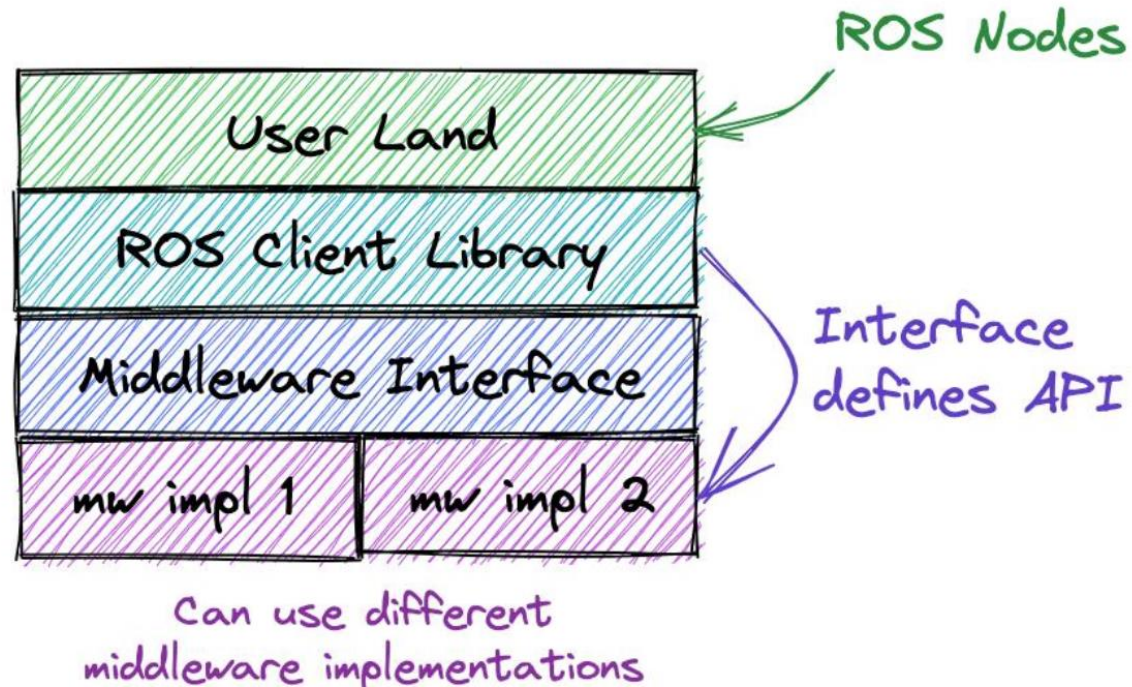 ROS Nodes
User Land
ROS Client Library
Middleware Interface
Interface
defines API
mw impl 1
mw impl 2
Can use different
middleware implementations